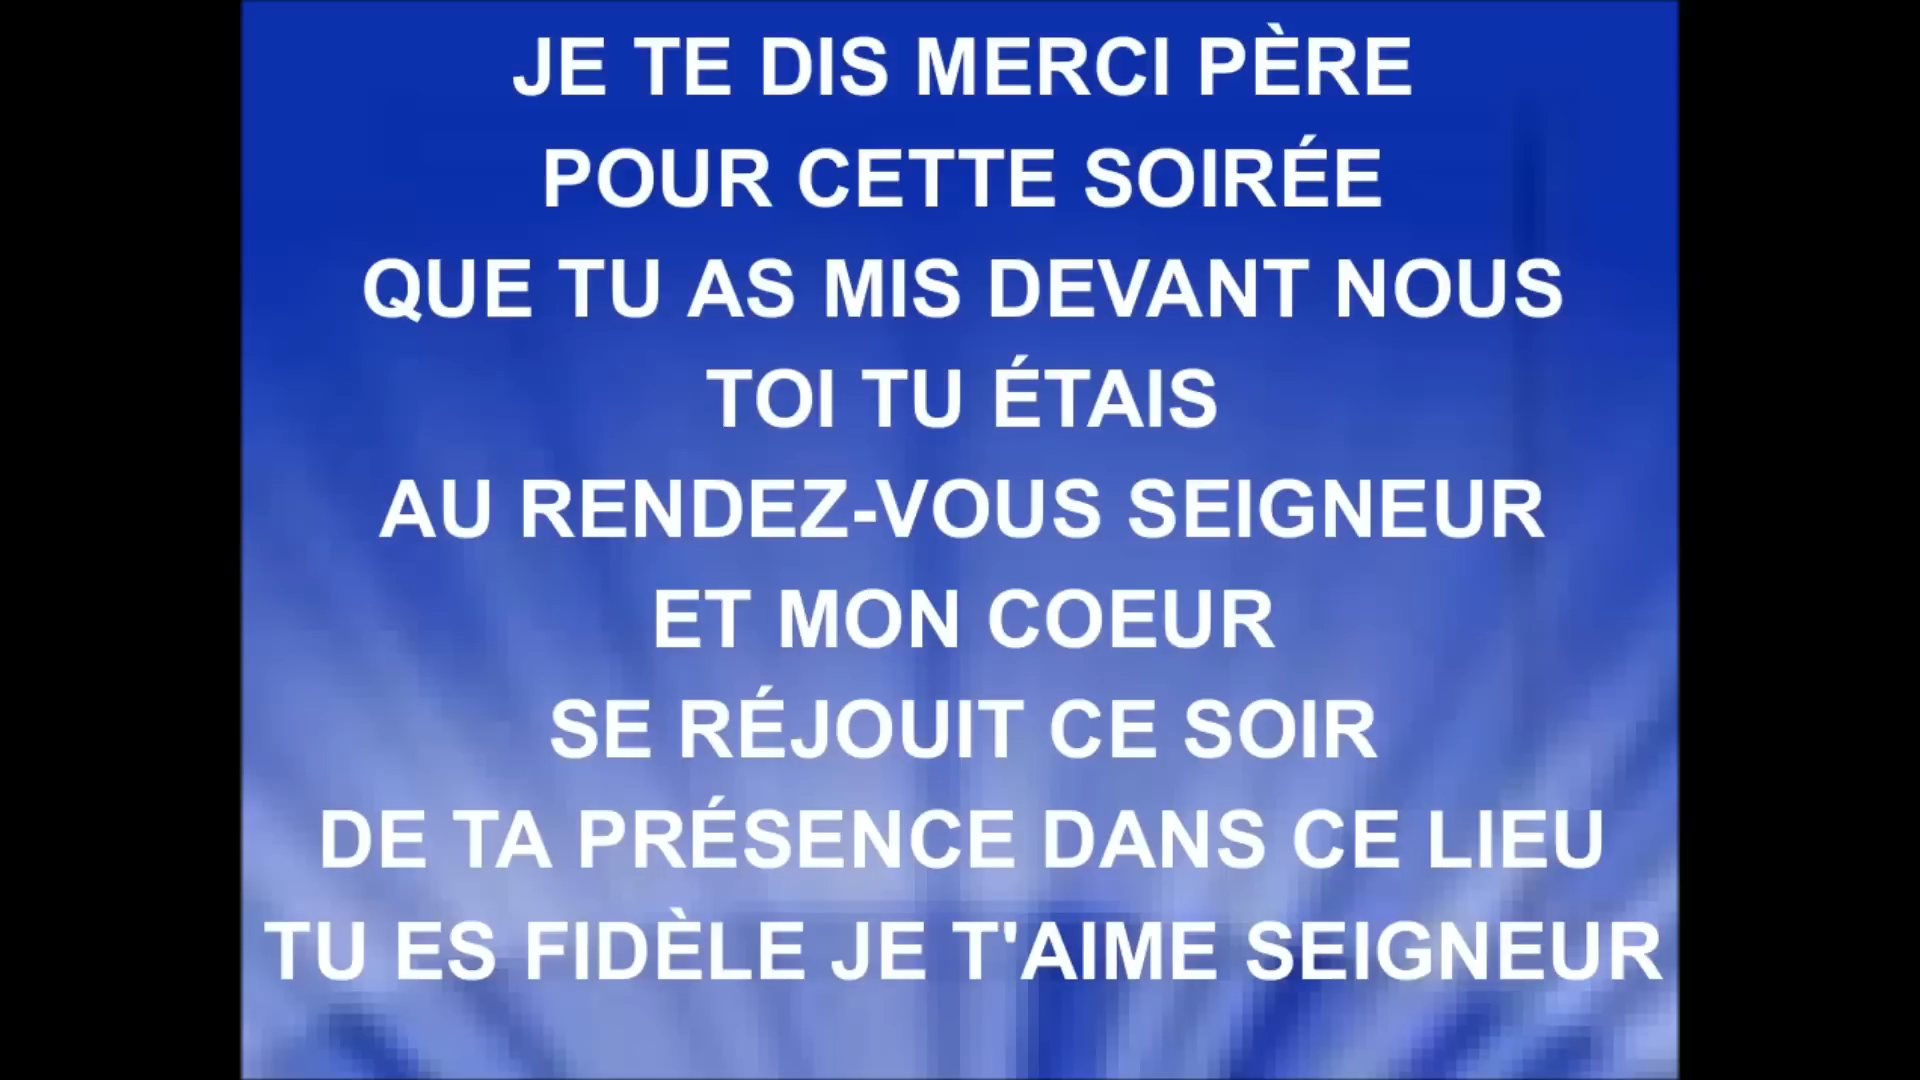 JE TE DIS MERCI PÈRE
POUR CETTE SOIRÉE
QUE TU AS MIS DEVANT NOUS
TOI TU ÉTAIS
AU RENDEZ-VOUS SEIGNEUR
ET MON COEUR
SE RÉJOUIT CE SOIR
DE TA PRÉSENCE DANS CE LIEU
TU ES FIDÈLE JE T'AIME SEIGNEUR